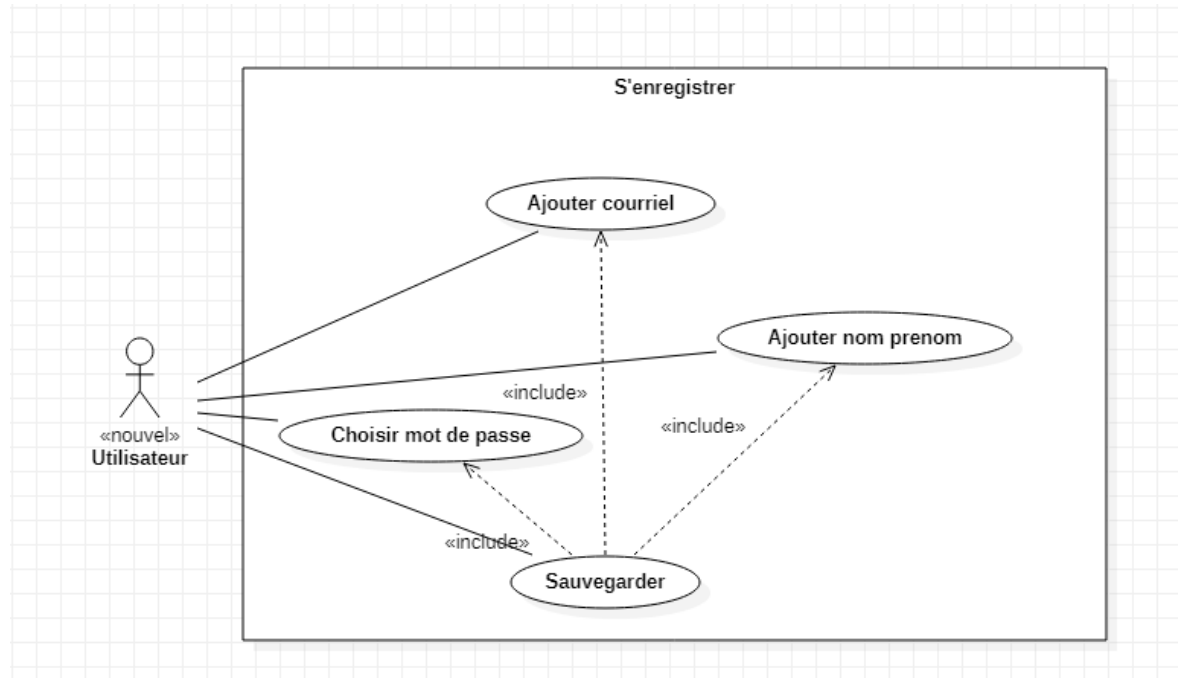 S'enregistrer
Ajouter courriel
Ajouter nom prenom
«include»
«include»
Choisir mot de passe
«nouvel»
Utilisateur
«include»
Sauvegarder